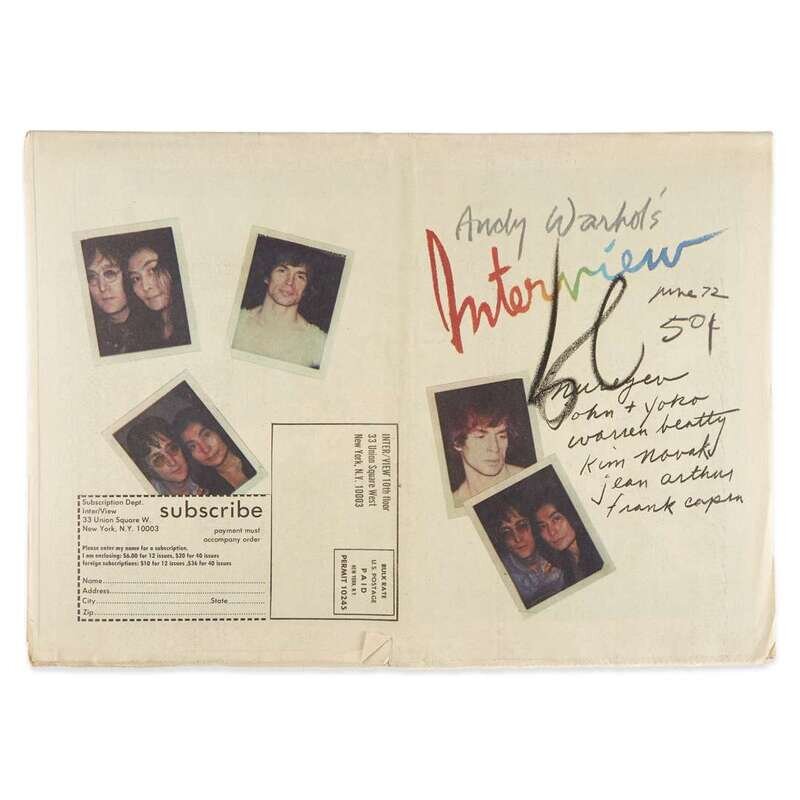 Andy Warhol's
Interview
june 72
50¢
nureyev
john + yoko
warren beatty
kim novak
jean arthur
frank capra
INTER/VIEW 10th floor
33 Union Square West
New York, N.Y. 10003
BULK RATE
U.S. POSTAGE
PAID
NEW YORK, N.Y.
PERMIT 10245
Subscription Dept.
Inter/View
33 Union Square W.
New York, N.Y. 10003
subscribe
payment must
accompany order
Please enter my name for a subscription.
I am enclosing: $6.00 for 12 issues, $20 for 40 issues
foreign subscriptions: $10 for 12 issues ,$36 for 40 issues
Name
Address
City State
Zip